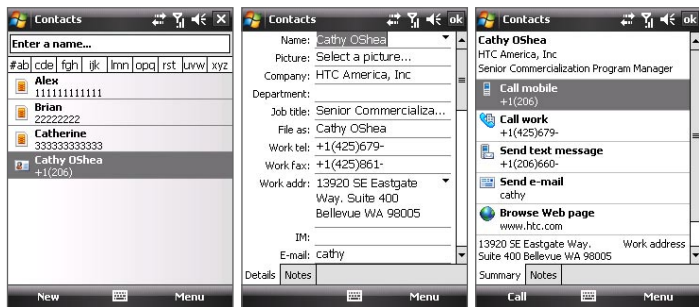 Contacts
Enter a name...
#ab cde fgh ijk lmn opq rst uvw xyz
Alex
111111111111
Brian
22222222
Catherine
333333333333
Cathy OShea
+1(206)
New Menu
Contacts ok
Name: Cathy OShea
Picture: Select a picture...
Company: HTC America, Inc
Department:
Job title: Senior Commercializa...
File as: Cathy OShea
Work tel: +1(425)679-
Work fax: +1(425)861-
Work addr: 13920 SE Eastgate
Way. Suite 400
Bellevue WA 98005
IM:
E-mail: cathy
Details Notes
Menu
Contacts ok
Cathy OShea
HTC America, Inc
Senior Commercialization Program Manager
Call mobile
+1(206)
Call work
+1(425)679-
Send text message
+1(206)660-
Send e-mail
cathy
Browse Web page
www.htc.com
13920 SE Eastgate Way. Work address
Suite 400 Bellevue WA 98005
Summary Notes
Call Menu